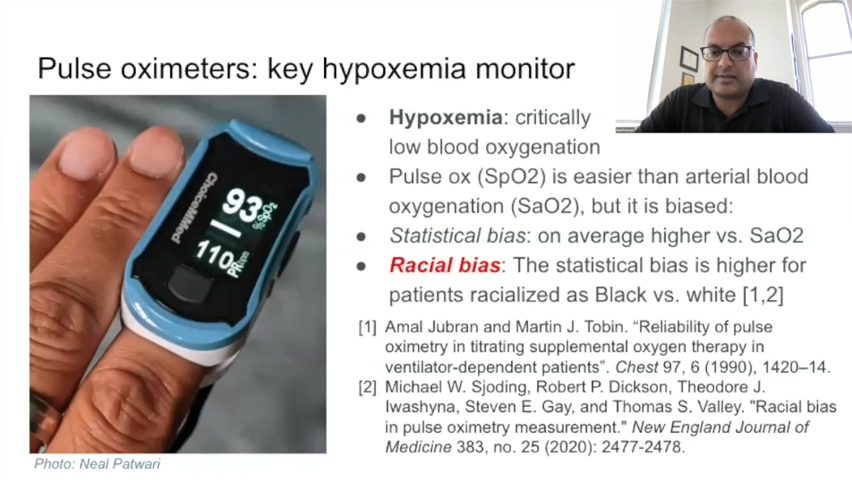 Pulse oximeters: key hypoxemia monitor
ChoiceMMed
93
%SpO2
110
PRbpm
Photo: Neal Patwari
● Hypoxemia: critically
low blood oxygenation
● Pulse ox (SpO2) is easier than arterial blood
oxygenation (SaO2), but it is biased:
● Statistical bias: on average higher vs. SaO2
● Racial bias: The statistical bias is higher for
patients racialized as Black vs. white [1,2]
[1] Amal Jubran and Martin J. Tobin. “Reliability of pulse
oximetry in titrating supplemental oxygen therapy in
ventilator-dependent patients”. Chest 97, 6 (1990), 1420–14.
[2] Michael W. Sjoding, Robert P. Dickson, Theodore J.
Iwashyna, Steven E. Gay, and Thomas S. Valley. "Racial bias
in pulse oximetry measurement." New England Journal of
Medicine 383, no. 25 (2020): 2477-2478.